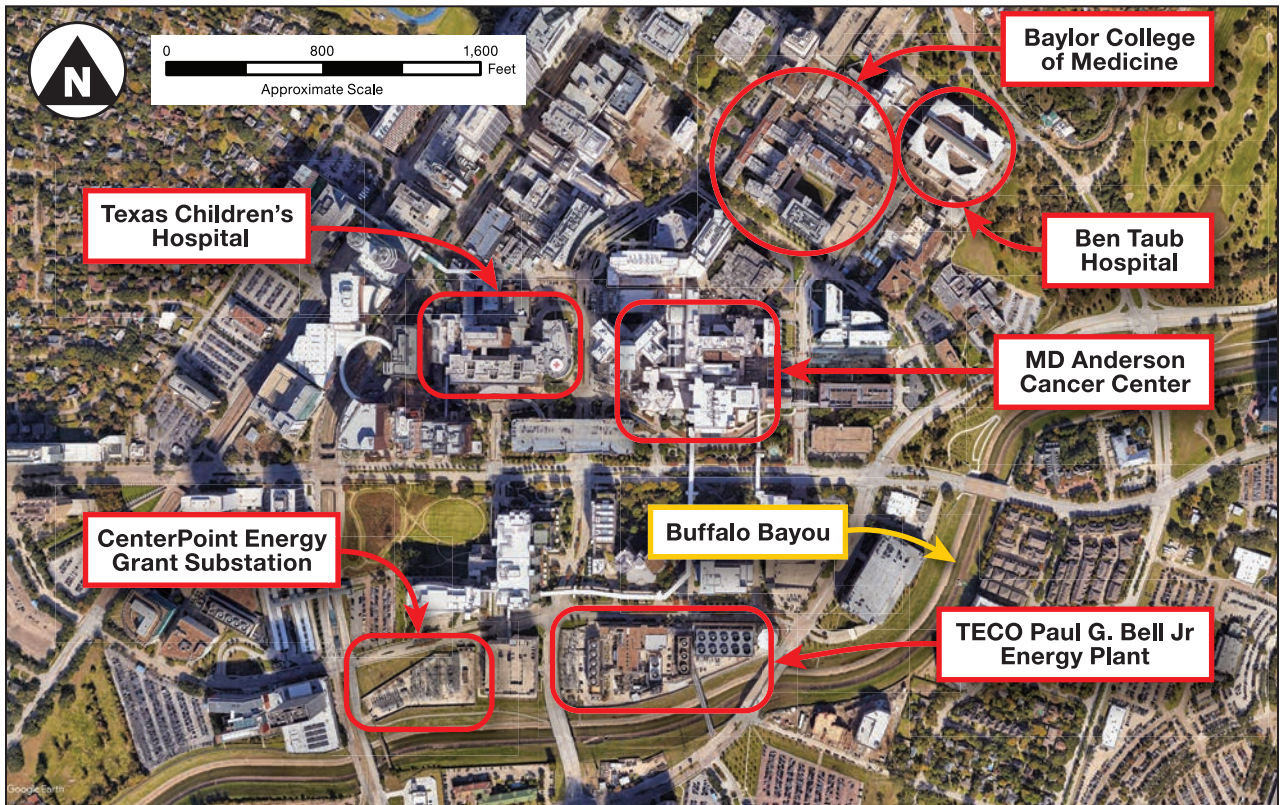 N
0 800 1,600
Feet
Approximate Scale
Baylor College
of Medicine
Texas Children's
Hospital
Ben Taub
Hospital
MD Anderson
Cancer Center
CenterPoint Energy
Grant Substation
Buffalo Bayou
TECO Paul G. Bell Jr
Energy Plant
Google Earth